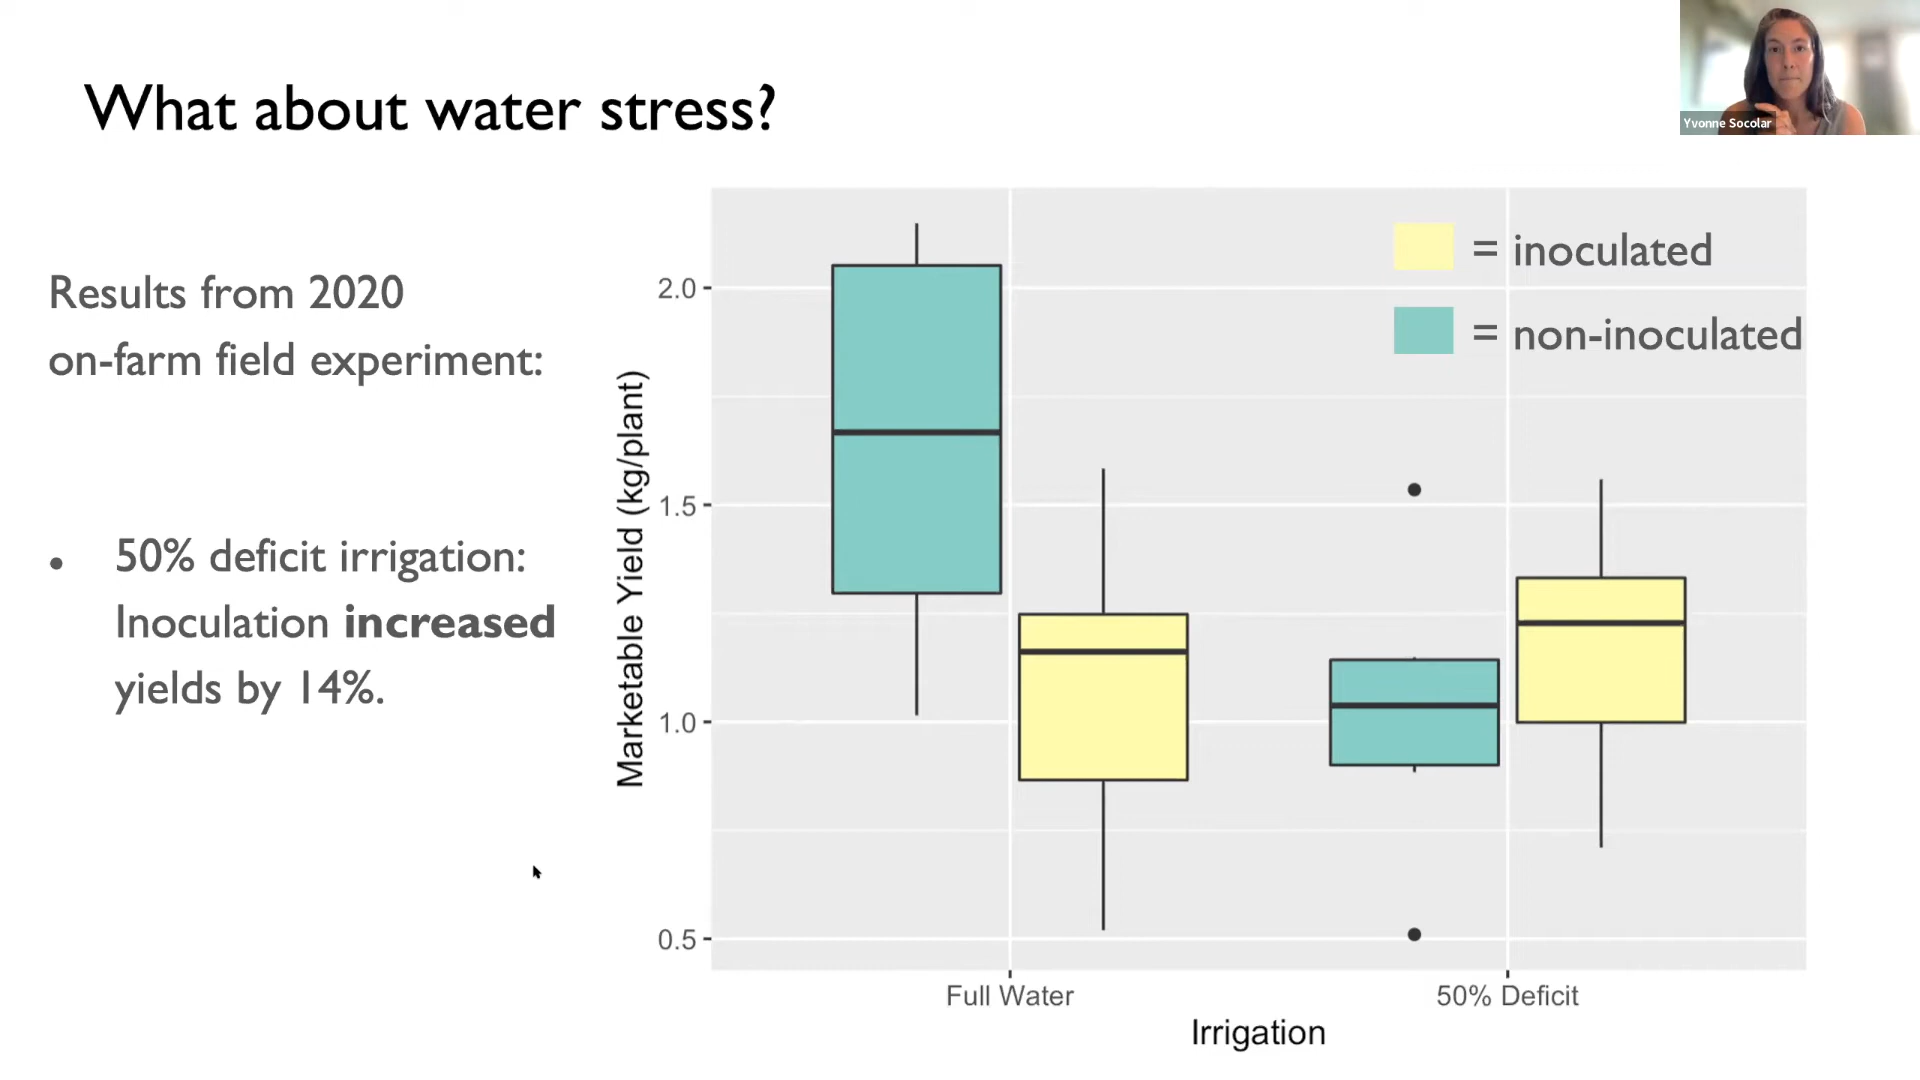 What about water stress?
Yvonne Socolar
Results from 2020
on-farm field experiment:
• 50% deficit irrigation:
Inoculation increased
yields by 14%.
= inoculated
= non-inoculated
Marketable Yield (kg/plant)
2.0
1.5
1.0
0.5
Full Water
50% Deficit
Irrigation